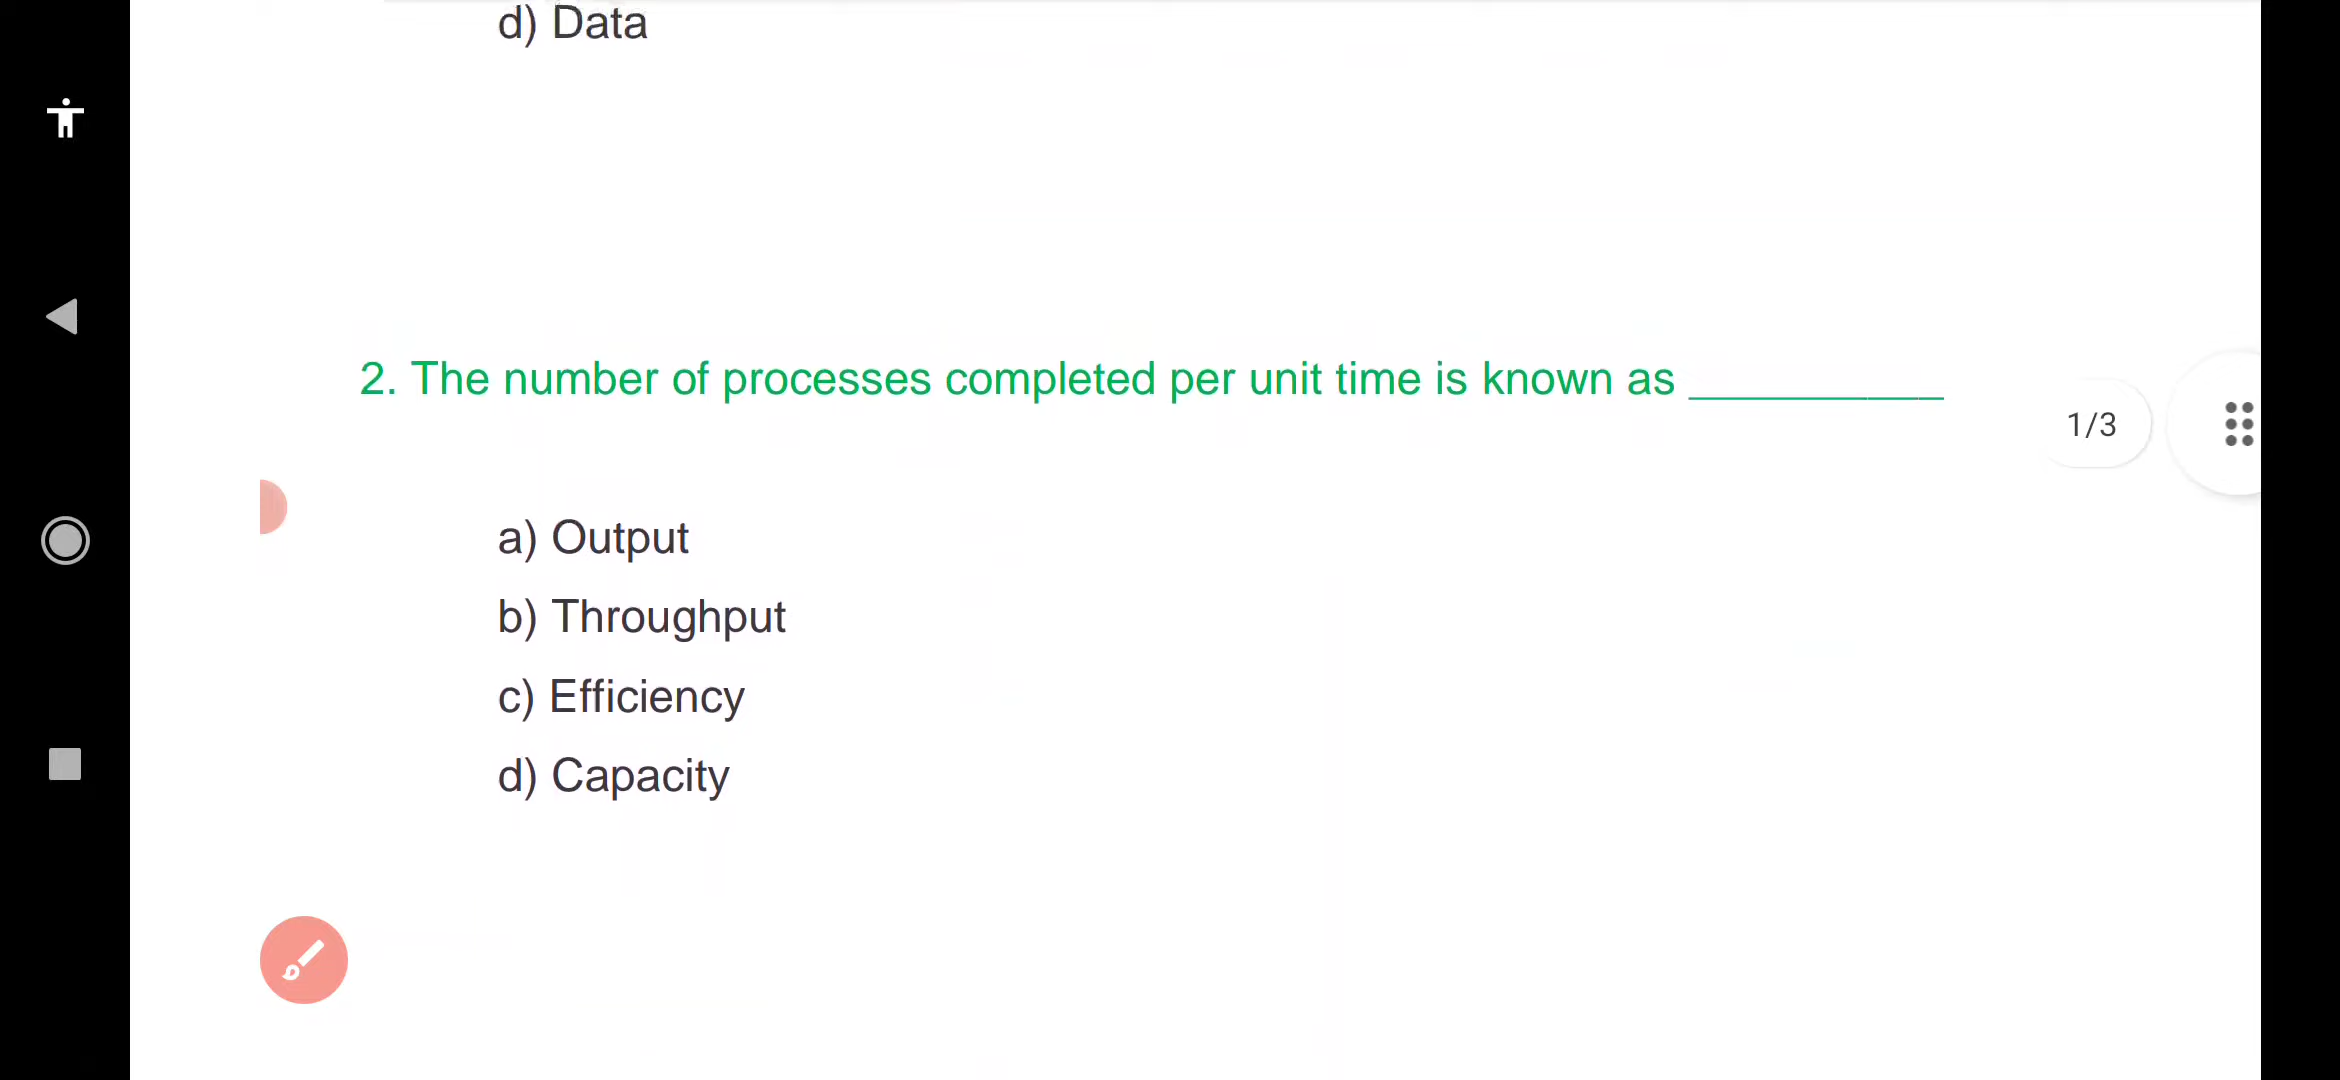 d) Data
2. The number of processes completed per unit time is known as __________
1/3
a) Output
b) Throughput
c) Efficiency
d) Capacity